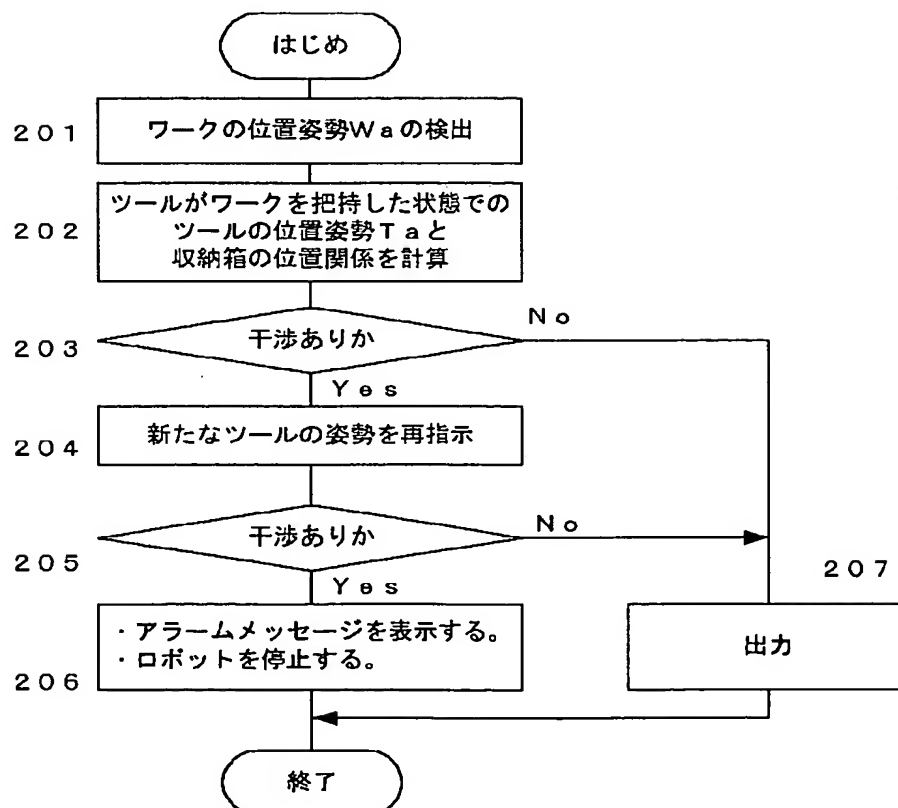 はじめ
201
ワークの位置姿勢Waの検出
202
ツールがワークを把持した状態での
ツールの位置姿勢Taと
収納箱の位置関係を計算
203
干渉ありか
No
Yes
204
新たなツールの姿勢を再指示
205
干渉ありか
No
Yes
206
・アラームメッセージを表示する。
・ロボットを停止する。
207
出力
終了